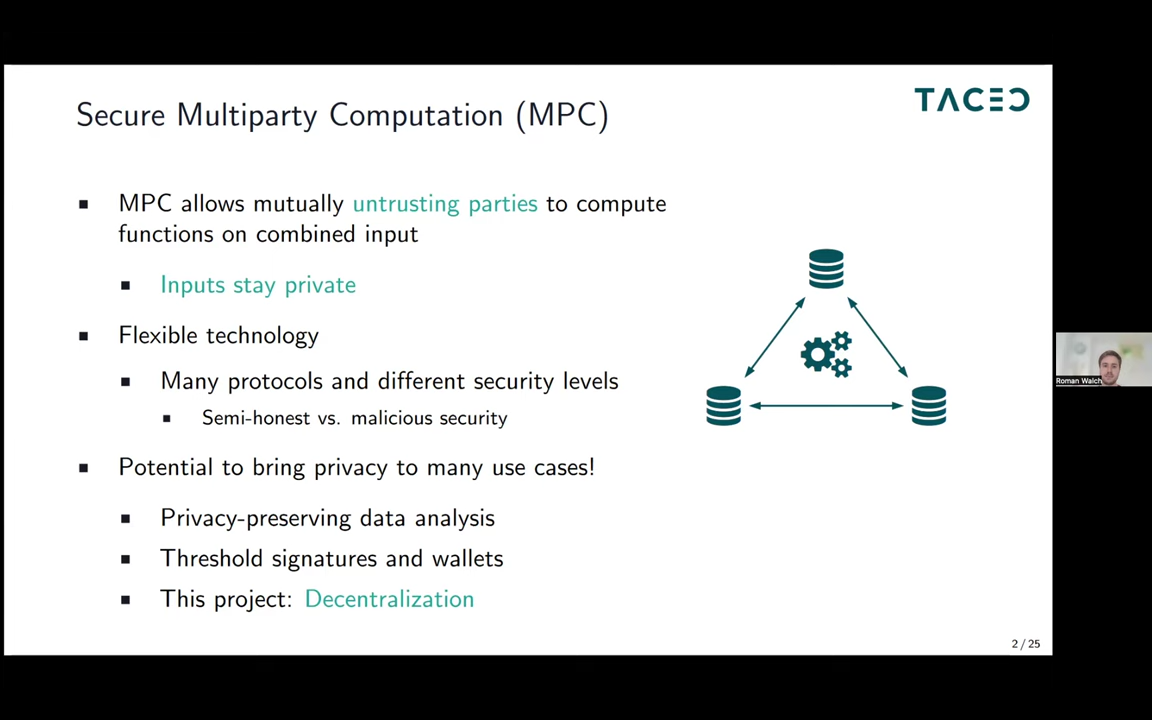 Secure Multiparty Computation (MPC)
TACEO
MPC allows mutually untrusting parties to compute
functions on combined input
Inputs stay private
Flexible technology
Many protocols and different security levels
Semi-honest vs. malicious security
Potential to bring privacy to many use cases!
Privacy-preserving data analysis
Threshold signatures and wallets
This project: Decentralization
2 / 25
Roman Walch